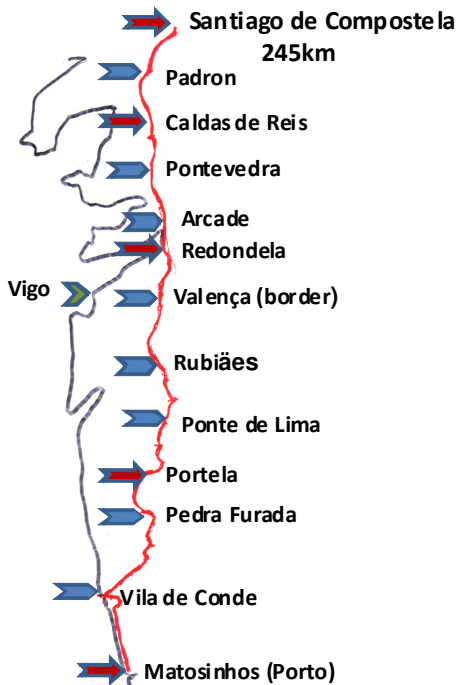 Santiago de Compostela
245km
Padron
Caldas de Reis
Pontevedra
Arcade
Redondela
Vigo
Valença (border)
Rubiäes
Ponte de Lima
Portela
Pedra Furada
Vila de Conde
Matosinhos (Porto)